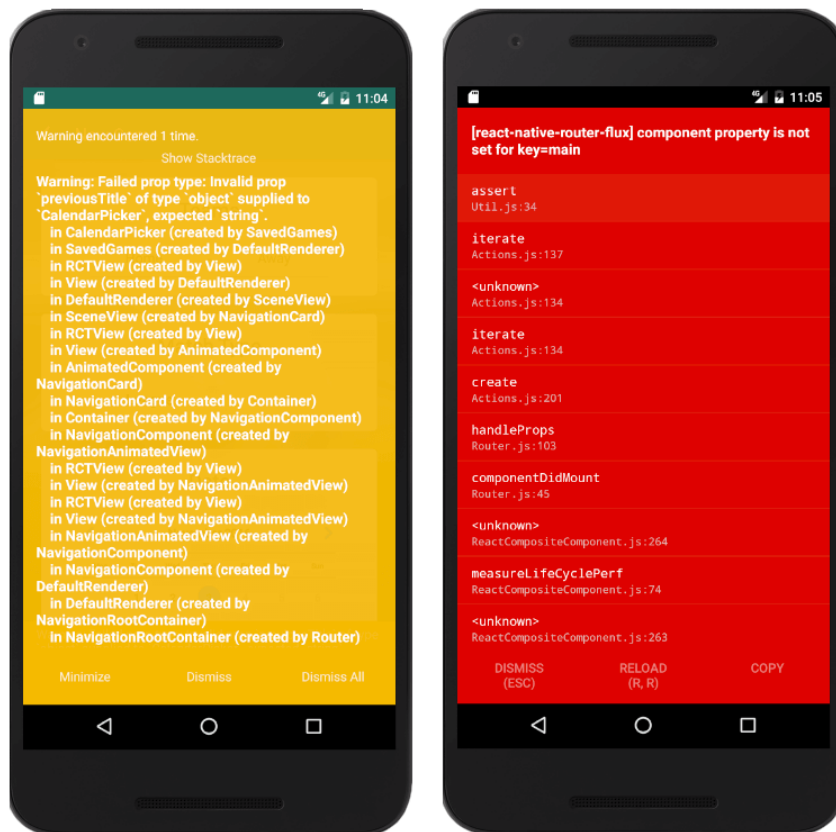 4G 11:04
Warning encountered 1 time.
Show Stacktrace
Warning: Failed prop type: Invalid prop
`previousTitle` of type `object` supplied to
`CalendarPicker`, expected `string`.
in CalendarPicker (created by SavedGames)
in SavedGames (created by DefaultRenderer)
in RCTView (created by View)
in View (created by DefaultRenderer)
in DefaultRenderer (created by SceneView)
in SceneView (created by NavigationCard)
in RCTView (created by View)
in View (created by AnimatedComponent)
in AnimatedComponent (created by
NavigationCard)
in NavigationCard (created by Container)
in Container (created by NavigationComponent)
in NavigationComponent (created by
NavigationAnimatedView)
in RCTView (created by View)
in View (created by NavigationAnimatedView)
in RCTView (created by View)
in View (created by NavigationAnimatedView)
in NavigationAnimatedView (created by
NavigationComponent)
in NavigationComponent (created by
DefaultRenderer)
in DefaultRenderer (created by
NavigationRootContainer)
in NavigationRootContainer (created by Router)
Minimize Dismiss Dismiss All
4G 11:05
[react-native-router-flux] component property is not
set for key=main
assert
Util.js:34
iterate
Actions.js:137
<unknown>
Actions.js:134
iterate
Actions.js:134
create
Actions.js:201
handleProps
Router.js:103
componentDidMount
Router.js:45
<unknown>
ReactCompositeComponent.js:264
measureLifeCyclePerf
ReactCompositeComponent.js:74
<unknown>
ReactCompositeComponent.js:263
DISMISS RELOAD COPY
(ESC) (R, R)